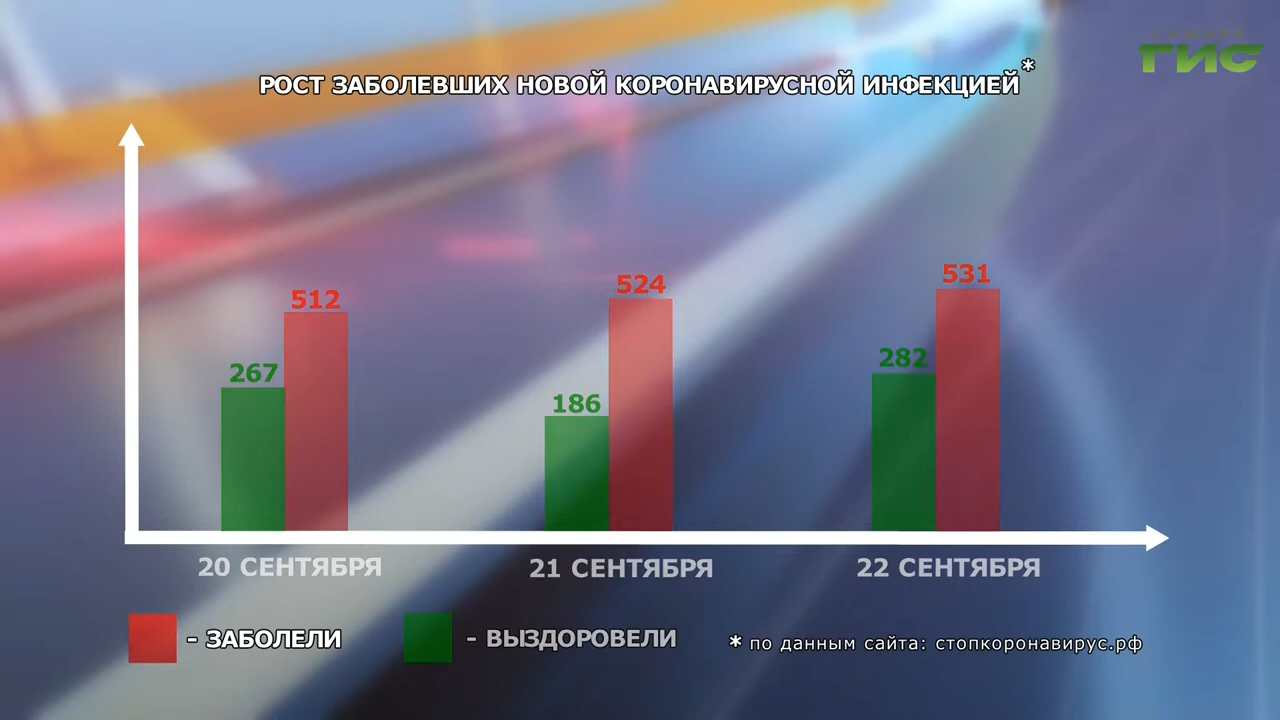 САМАРА
ГИС
РОСТ ЗАБОЛЕВШИХ НОВОЙ КОРОНАВИРУСНОЙ ИНФЕКЦИЕЙ*
267
512
186
524
282
531
20 СЕНТЯБРЯ
21 СЕНТЯБРЯ
22 СЕНТЯБРЯ
- ЗАБОЛЕЛИ
- ВЫЗДОРОВЕЛИ
* по данным сайта: стопкоронавирус.рф